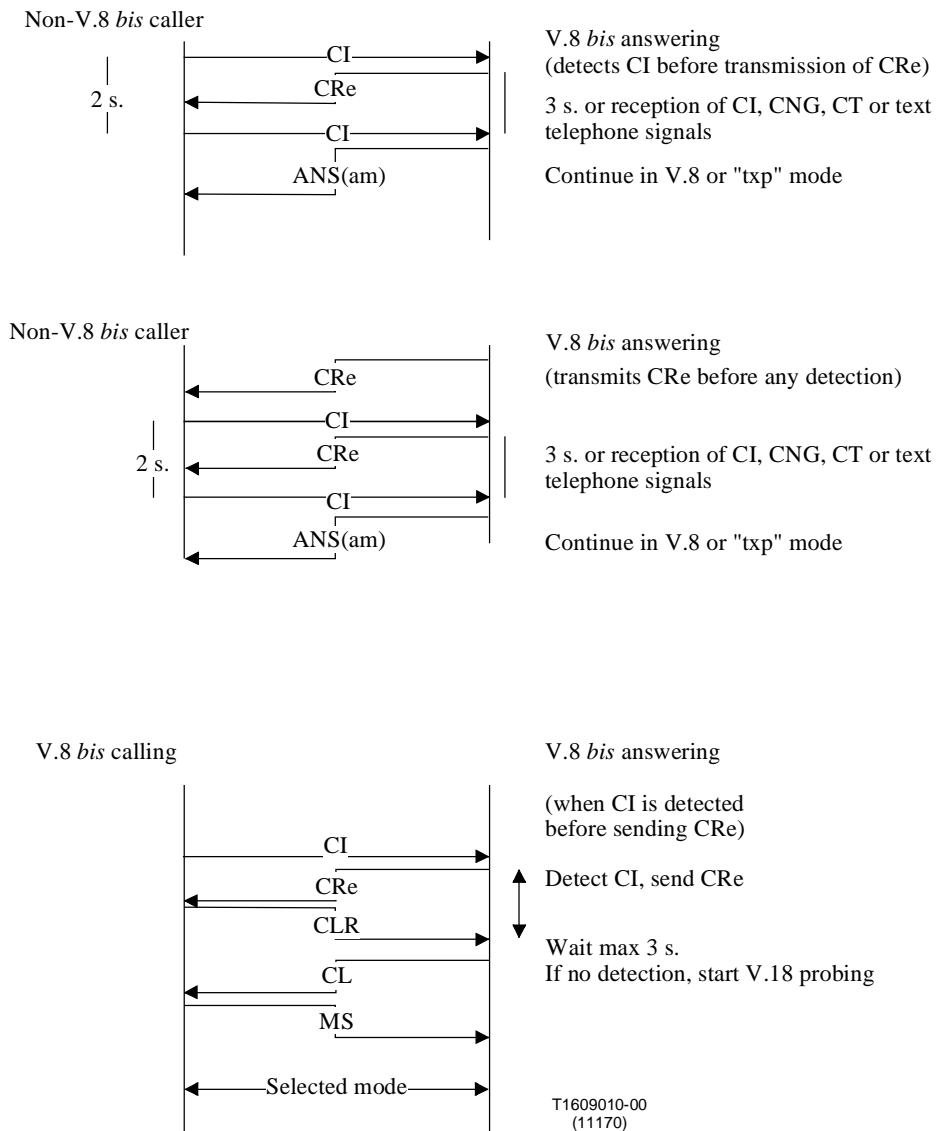 Non-V.8 bis caller
CI
V.8 bis answering
(detects CI before transmission of CRe)
CRe
2 s.
3 s. or reception of CI, CNG, CT or text
telephone signals
CI
ANS(am)
Continue in V.8 or "txp" mode
Non-V.8 bis caller
V.8 bis answering
CRe
(transmits CRe before any detection)
CI
CRe
2 s.
3 s. or reception of CI, CNG, CT or text
telephone signals
CI
ANS(am)
Continue in V.8 or "txp" mode
V.8 bis calling
V.8 bis answering
(when CI is detected
before sending CRe)
CI
CRe
Detect CI, send CRe
CLR
Wait max 3 s.
If no detection, start V.18 probing
CL
MS
Selected mode
T1609010-00
(11170)